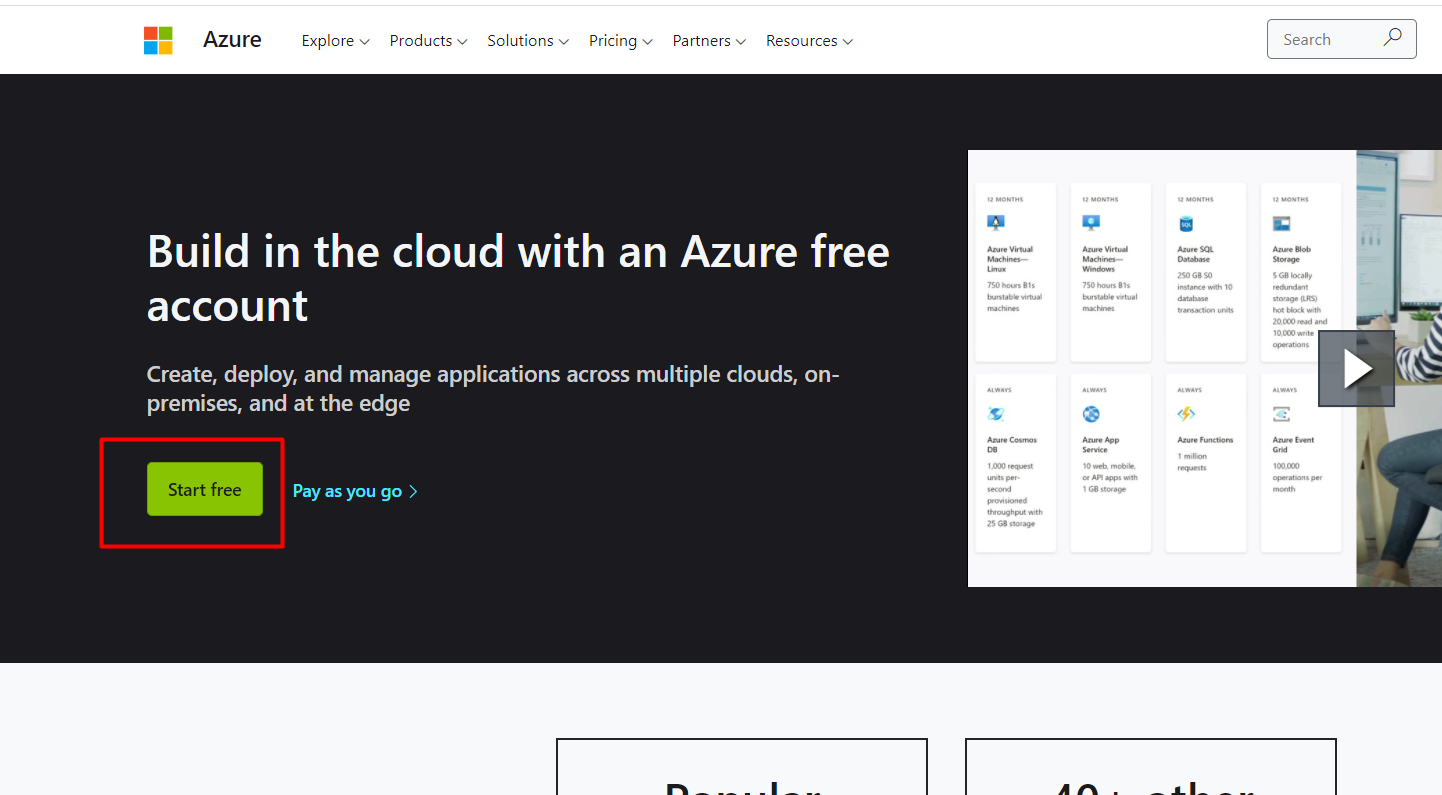 Azure
Explore
Products
Solutions
Pricing
Partners
Resources
Search
Build in the cloud with an Azure free
account
Create, deploy, and manage applications across multiple clouds, on-
premises, and at the edge
Start free
Pay as you go
12 MONTHS
Azure Virtual
Machines—
Linux
750 hours B1s
burstable virtual
machines
12 MONTHS
Azure Virtual
Machines—
Windows
750 hours B1s
burstable virtual
machines
12 MONTHS
SQL
Azure SQL
Database
250 GB S0
instance with 10
database
transaction units
12 MONTHS
Azure Blob
Storage
5 GB locally
redundant
storage (LRS)
hot block with
20,000 read and
10,000 write
operations
ALWAYS
Azure Cosmos
DB
1,000 request
units per-
second
provisioned
throughput with
25 GB storage
ALWAYS
Azure App
Service
10 web, mobile,
or API apps with
1 GB storage
ALWAYS
Azure Functions
1 million
requests
ALWAYS
Azure Event
Grid
100,000
operations per
month
Popular
40+ other